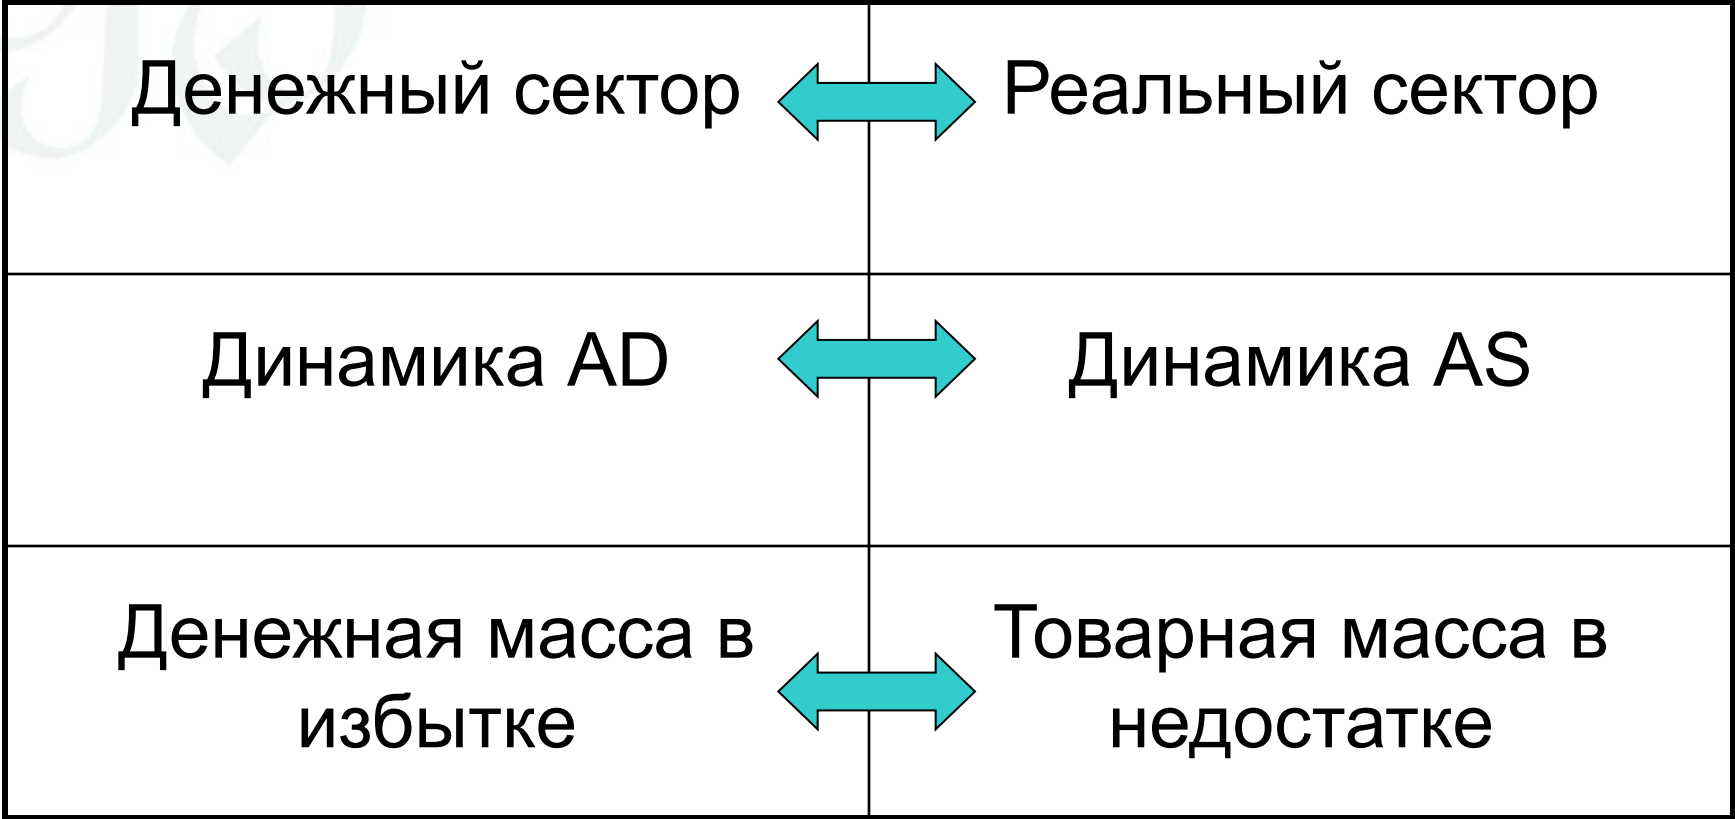 Денежный сектор
Реальный сектор
Динамика AD
Динамика AS
Денежная масса в
избытке
Товарная масса в
недостатке